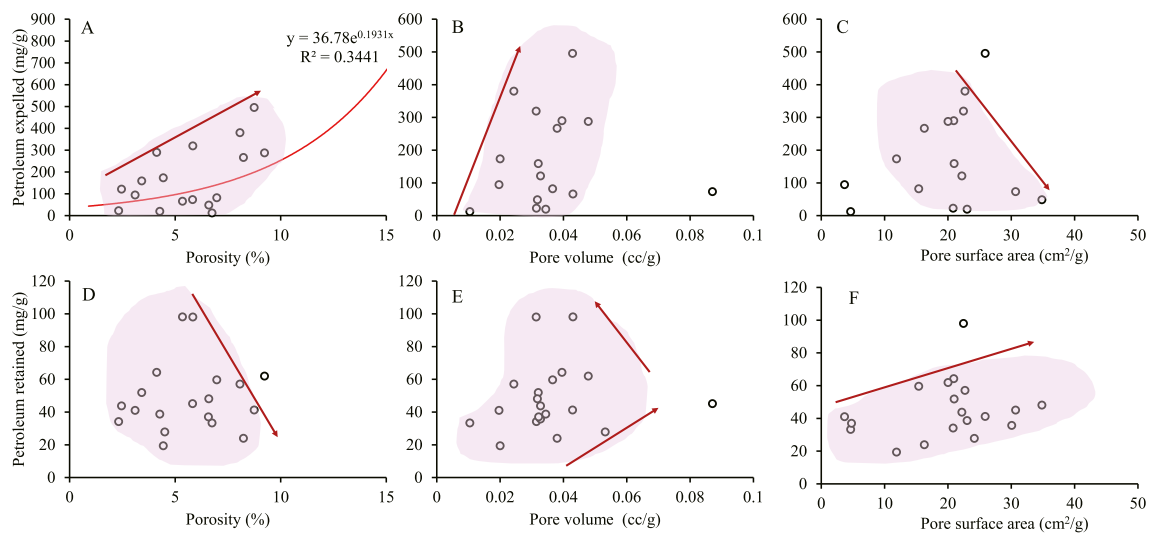 A
y = 36.78e^0.1931x
R² = 0.3441
Petroleum expelled (mg/g)
900
800
700
600
500
400
300
200
100
0
0 5 10 15
Porosity (%)
B
600
500
400
300
200
100
0
0 0.02 0.04 0.06 0.08 0.1
Pore volume (cc/g)
C
600
500
400
300
200
100
0
0 10 20 30 40 50
Pore surface area (cm²/g)
D
Petroleum retained (mg/g)
120
100
80
60
40
20
0
0 5 10 15
Porosity (%)
E
120
100
80
60
40
20
0
0 0.02 0.04 0.06 0.08 0.1
Pore volume (cc/g)
F
120
100
80
60
40
20
0
0 10 20 30 40 50
Pore surface area (cm²/g)